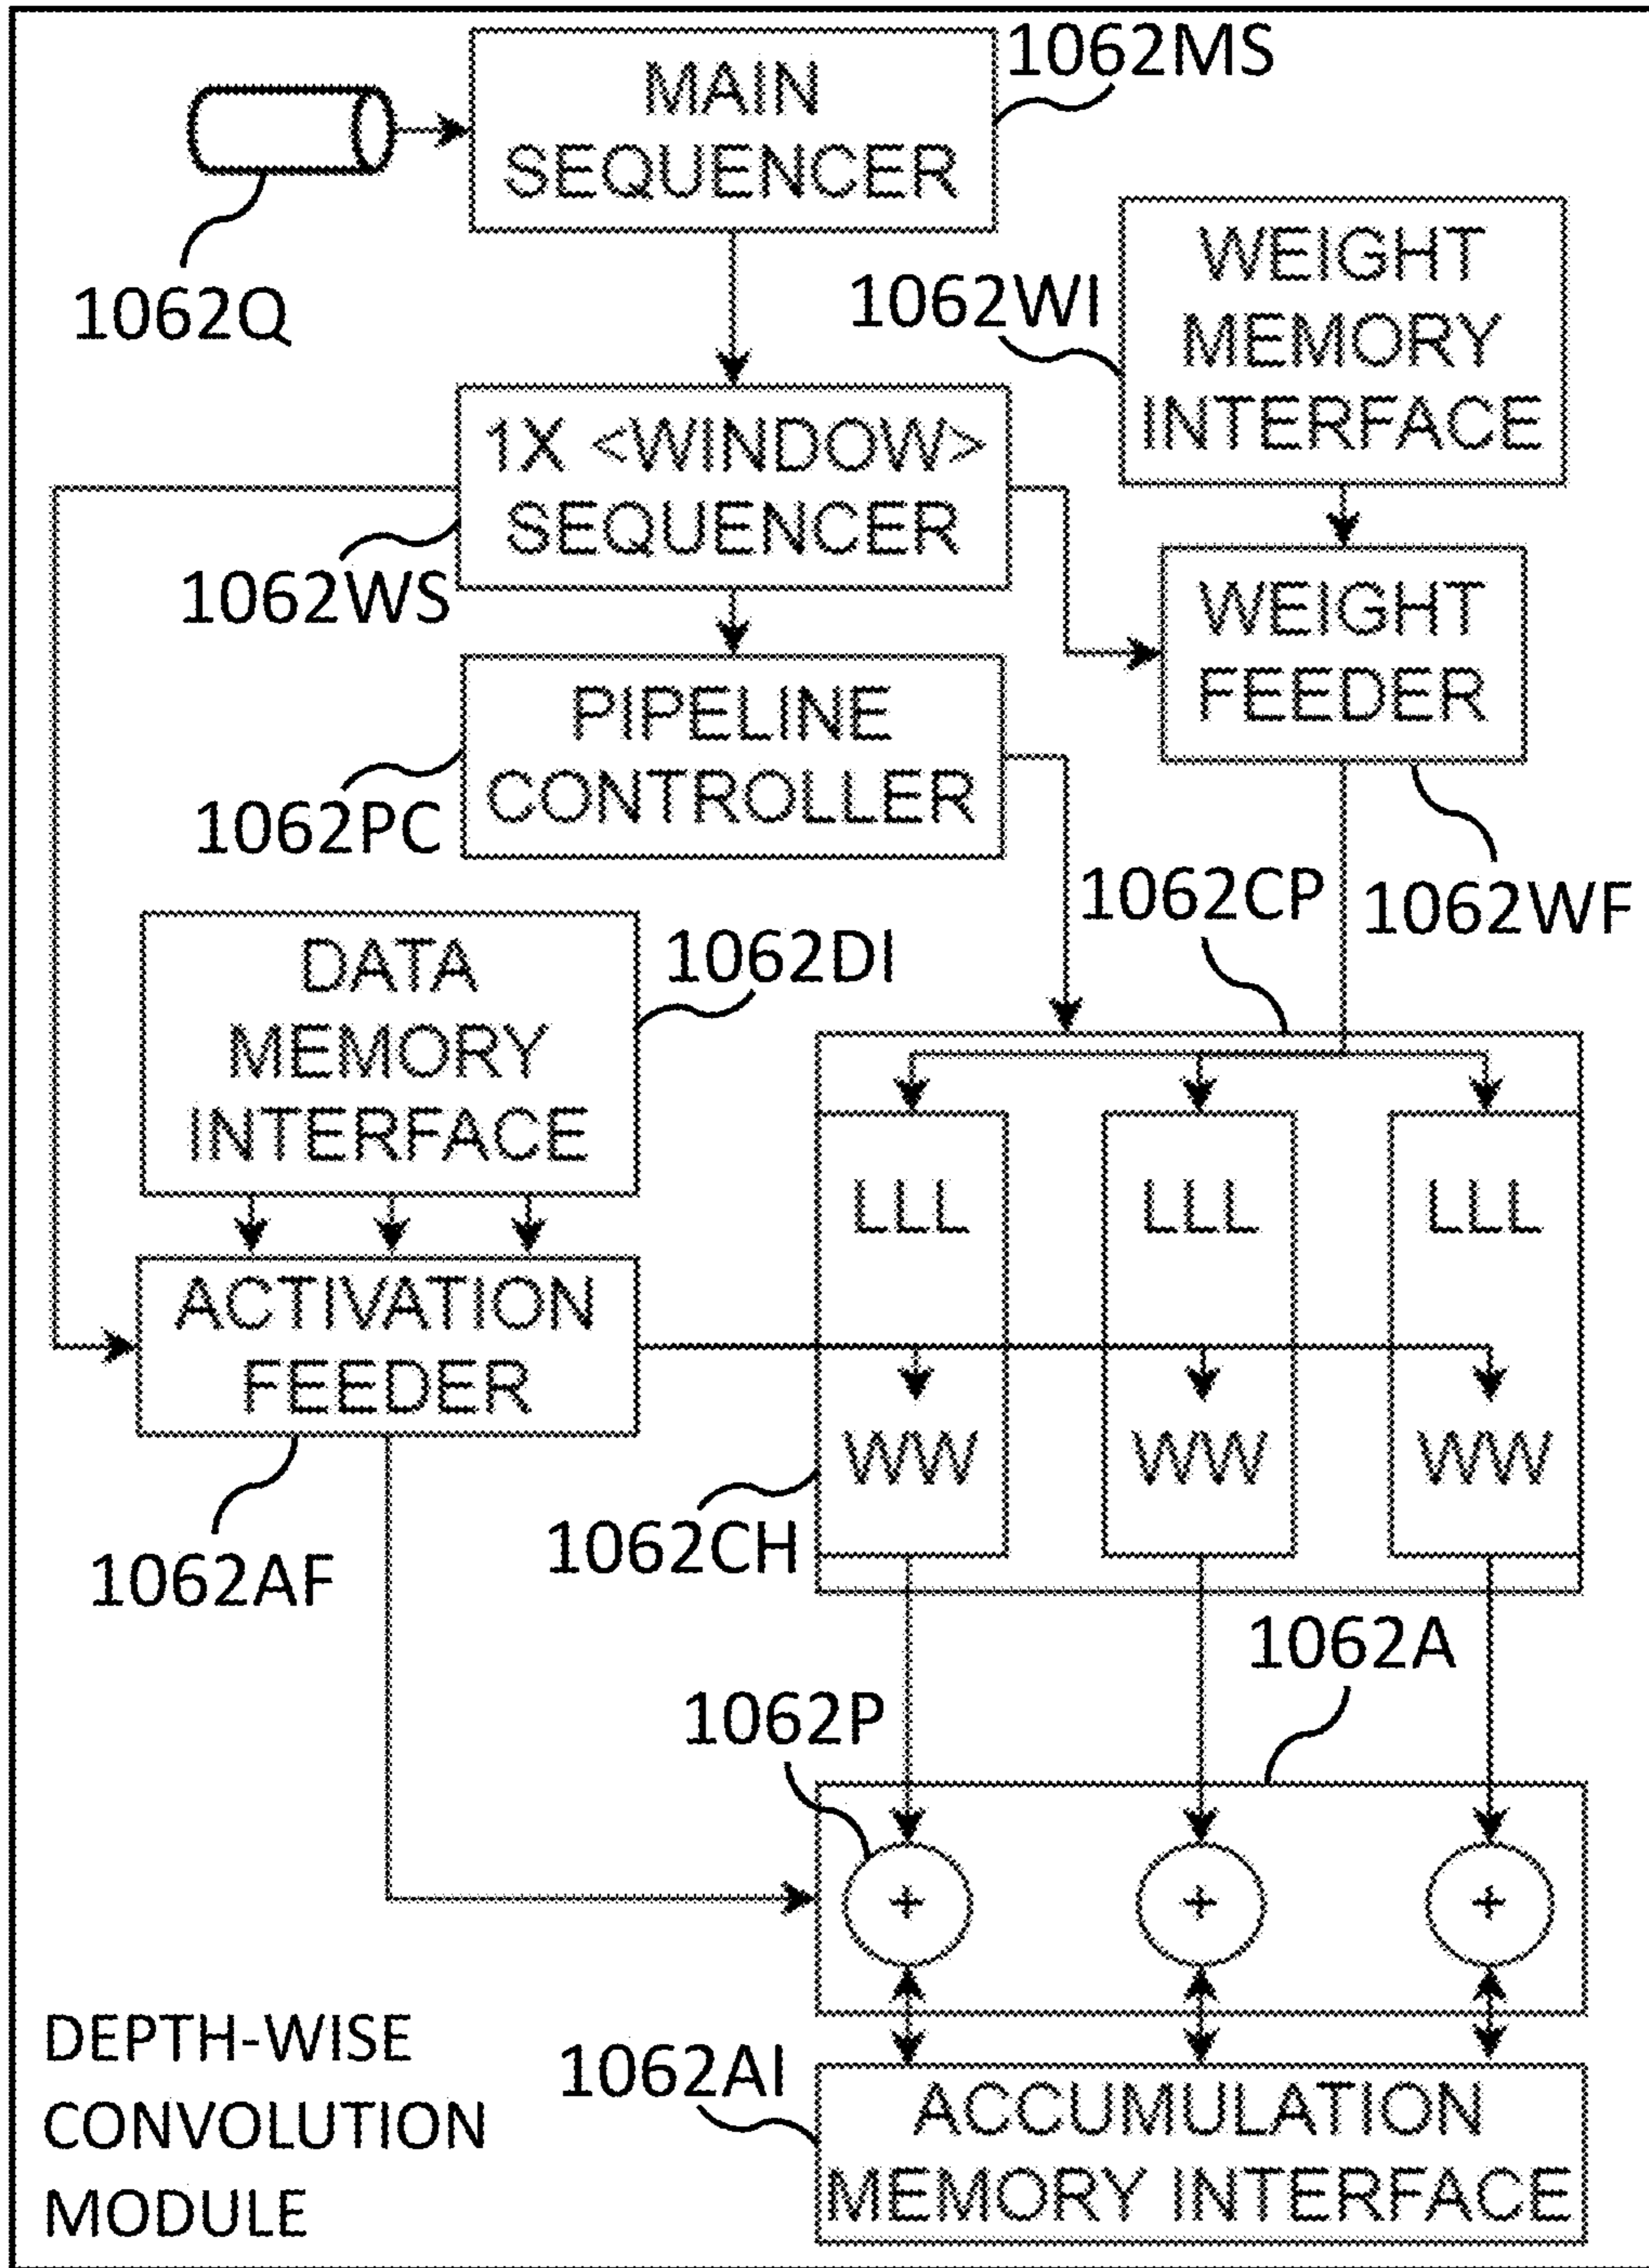 1062MS
MAIN
SEQUENCER
1062Q
1062WI
WEIGHT
MEMORY
INTERFACE
1X <WINDOW>
SEQUENCER
1062WS
WEIGHT
FEEDER
PIPELINE
CONTROLLER
1062PC
1062CP
1062WF
DATA
MEMORY
INTERFACE
1062DI
LLL LLL LLL
ACTIVATION
FEEDER
WW WW WW
1062CH
1062AF
1062A
1062P
+ + +
DEPTH-WISE
CONVOLUTION
MODULE
1062AI
ACCUMULATION
MEMORY INTERFACE